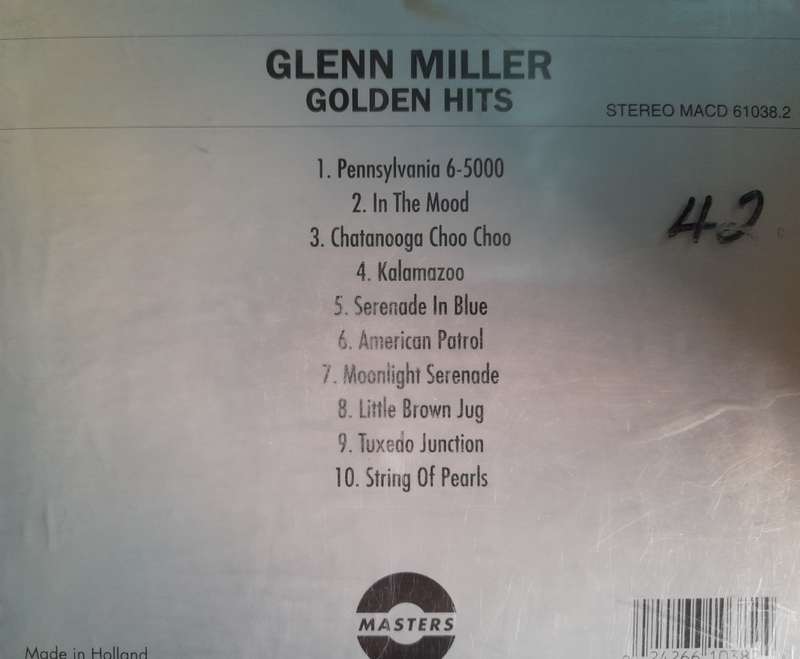 GLENN MILLER
GOLDEN HITS
STEREO MACD 61038.2
1. Pennsylvania 6-5000
2. In The Mood
3. Chatanooga Choo Choo
4. Kalamazoo
5. Serenade In Blue
6. American Patrol
7. Moonlight Serenade
8. Little Brown Jug
9. Tuxedo Junction
10. String Of Pearls
42
MASTERS
Made in Holland